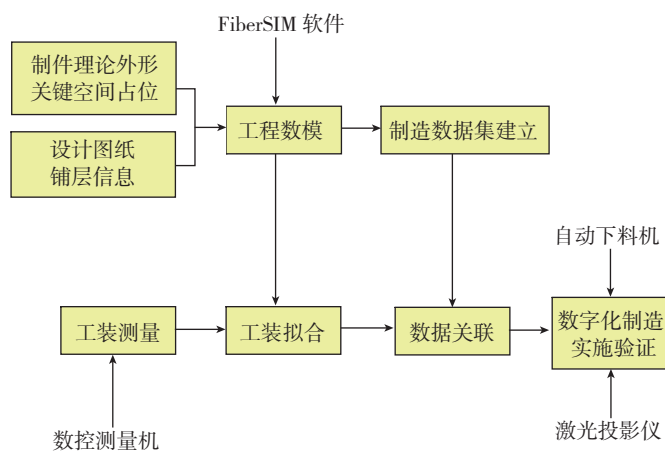 FiberSIM 软件
制件理论外形
关键空间占位
工程数模
制造数据集建立
设计图纸
铺层信息
自动下料机
工装测量
工装拟合
数据关联
数字化制造
实施验证
数控测量机
激光投影仪